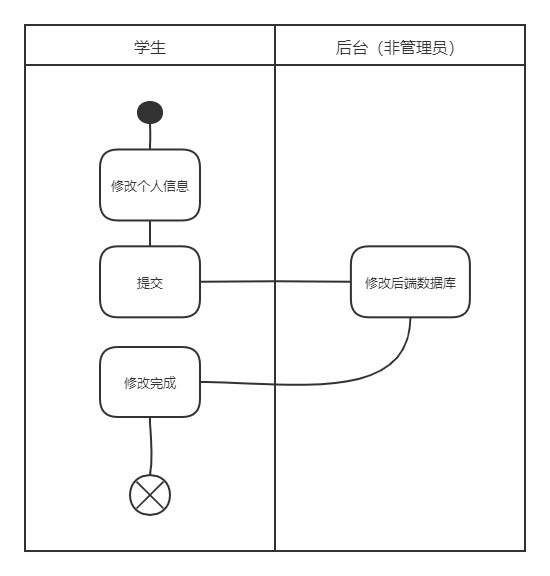 学生
后台（非管理员）
修改个人信息
提交
修改后端数据库
修改完成